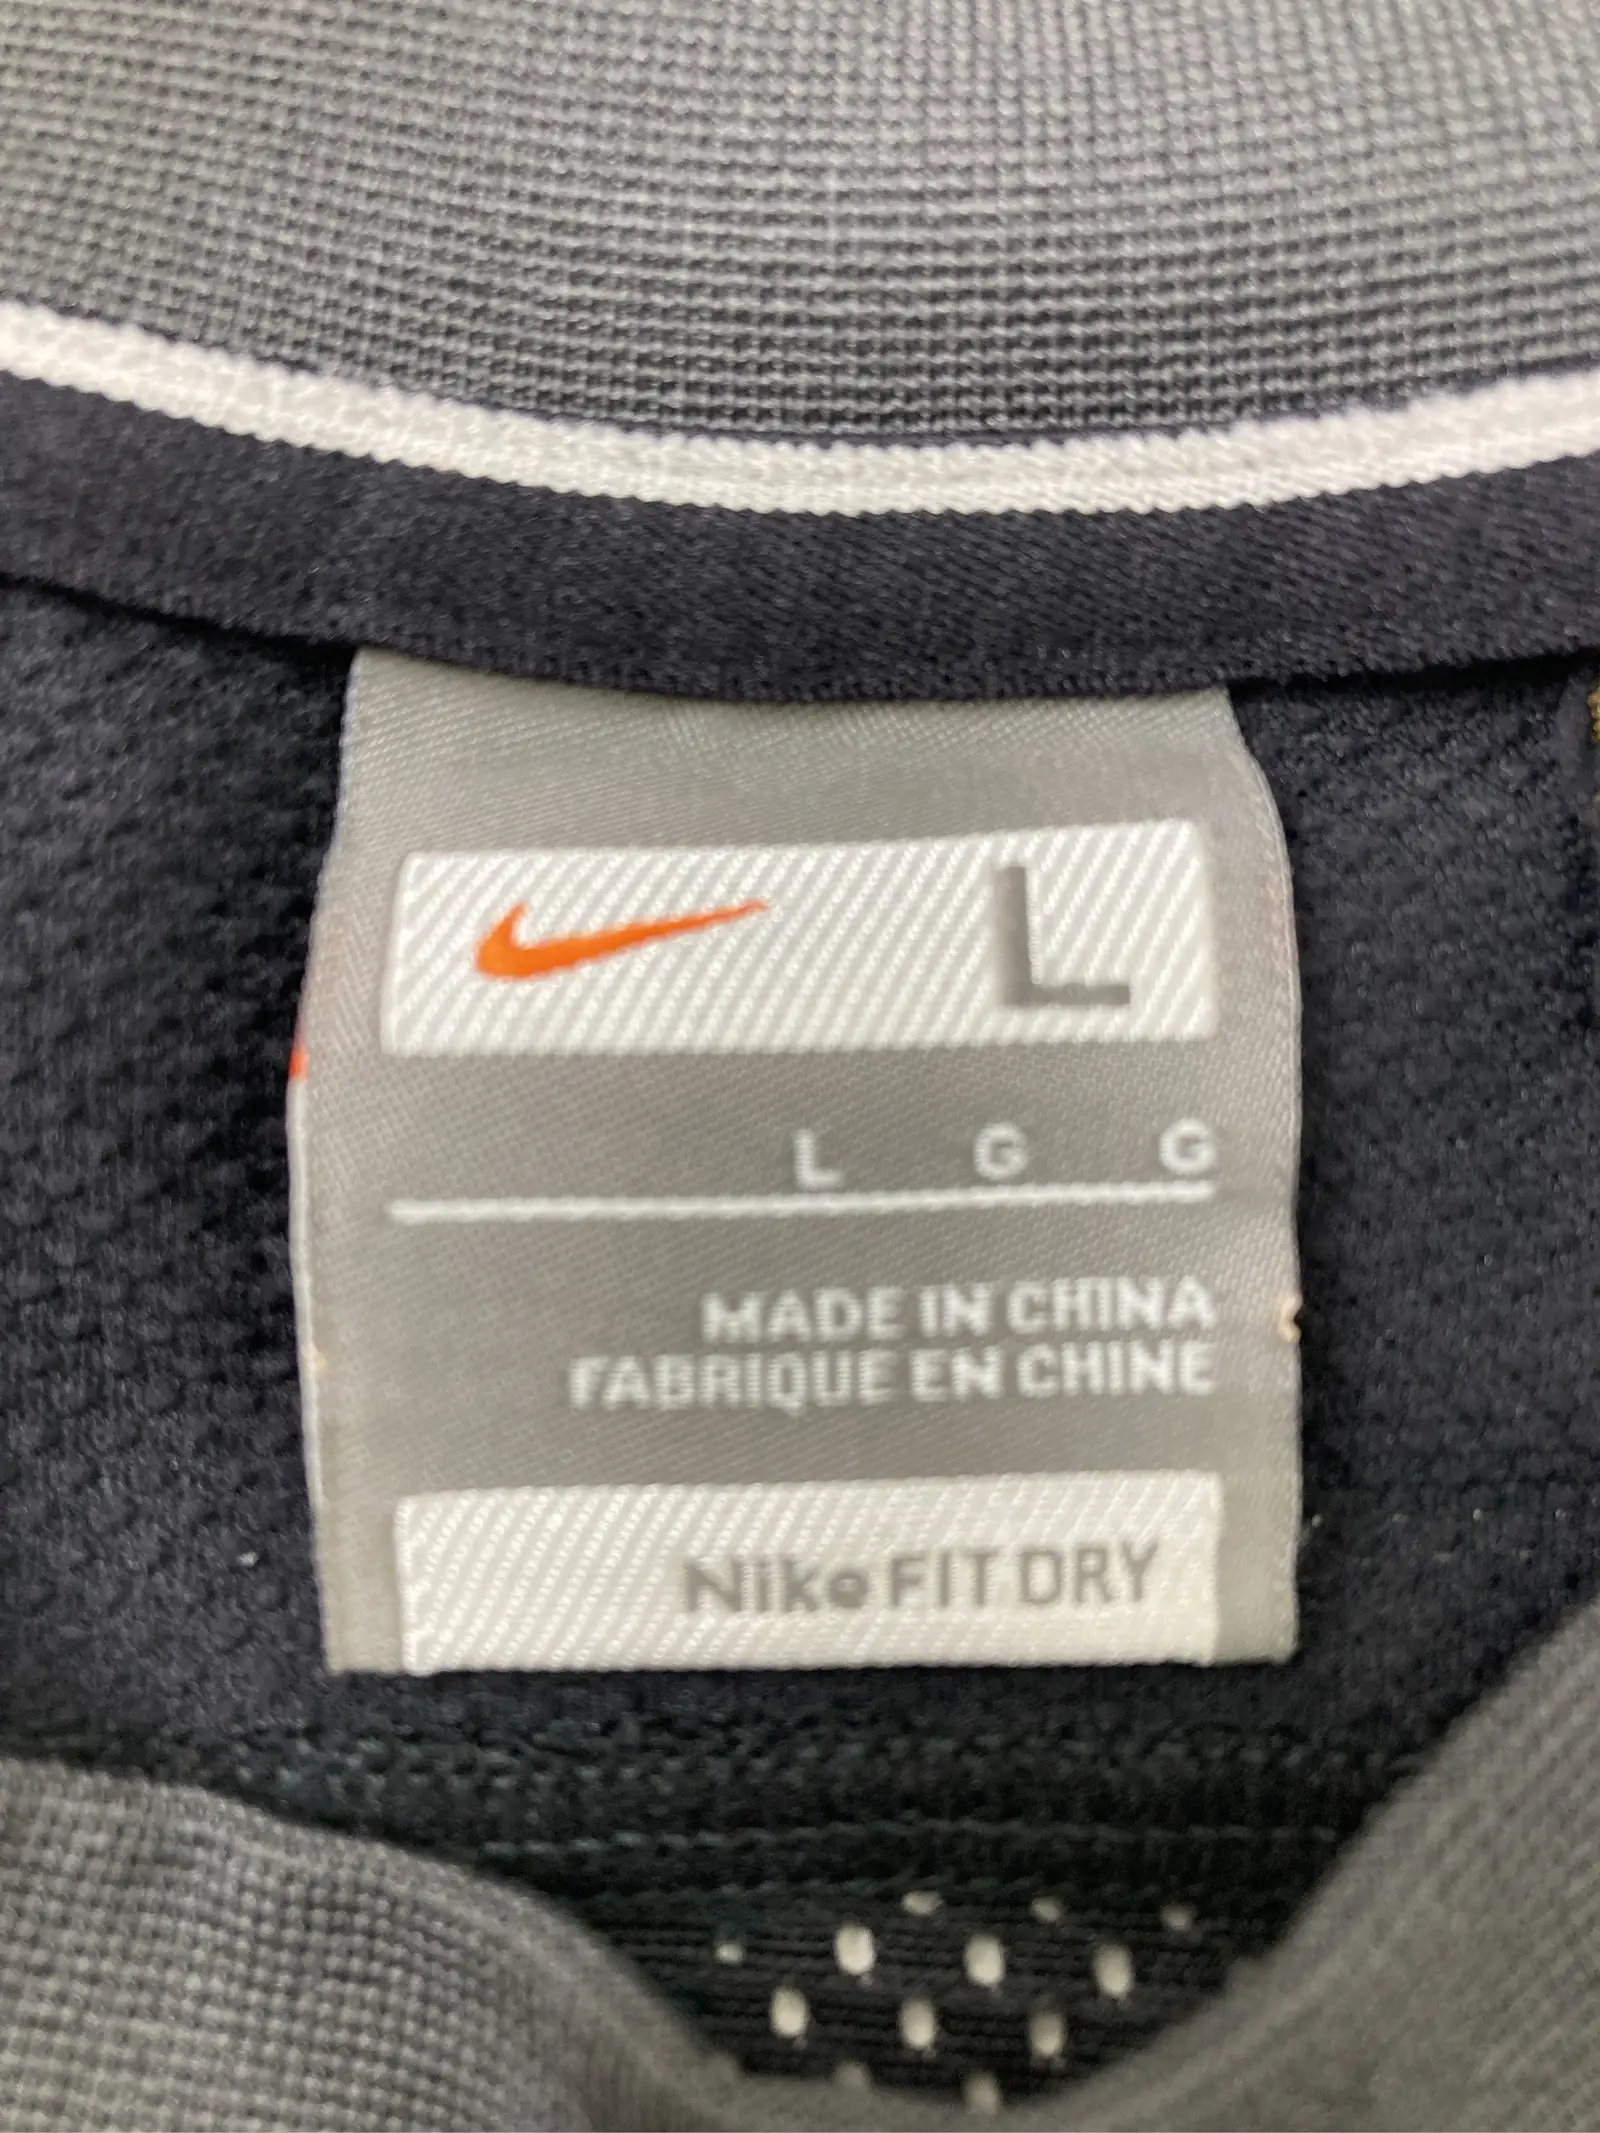 L
L G G
MADE IN CHINA
FABRIQUE EN CHINE
Nike FIT DRY